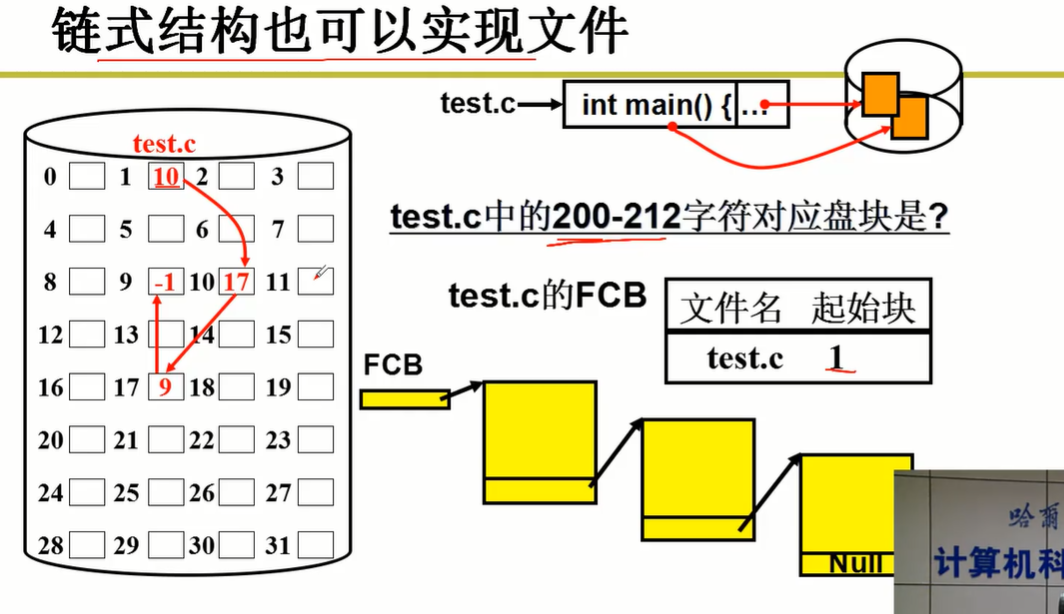 链式结构也可以实现文件
test.c int main() { ...
test.c
0 1 10 2 3
4 5 6 7
8 9 -1 10 17 11
12 13 14 15
16 17 9 18 19
20 21 22 23
24 25 26 27
28 29 30 31
test.c中的200-212字符对应盘块是?
test.c的FCB
文件名 起始块
test.c 1
FCB
Null
哈爾
计算机科